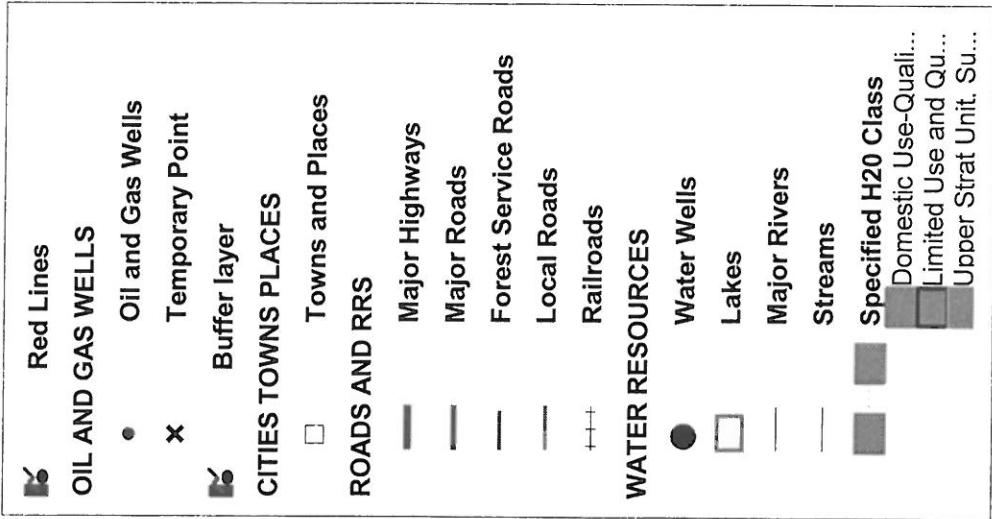 Red Lines
OIL AND GAS WELLS
Oil and Gas Wells
Temporary Point
Buffer layer
CITIES TOWNS PLACES
Towns and Places
ROADS AND RRS
Major Highways
Major Roads
Forest Service Roads
Local Roads
Railroads
WATER RESOURCES
Water Wells
Lakes
Major Rivers
Streams
Specified H20 Class
Domestic Use-Quali...
Limited Use and Qu...
Upper Strat Unit. Su...